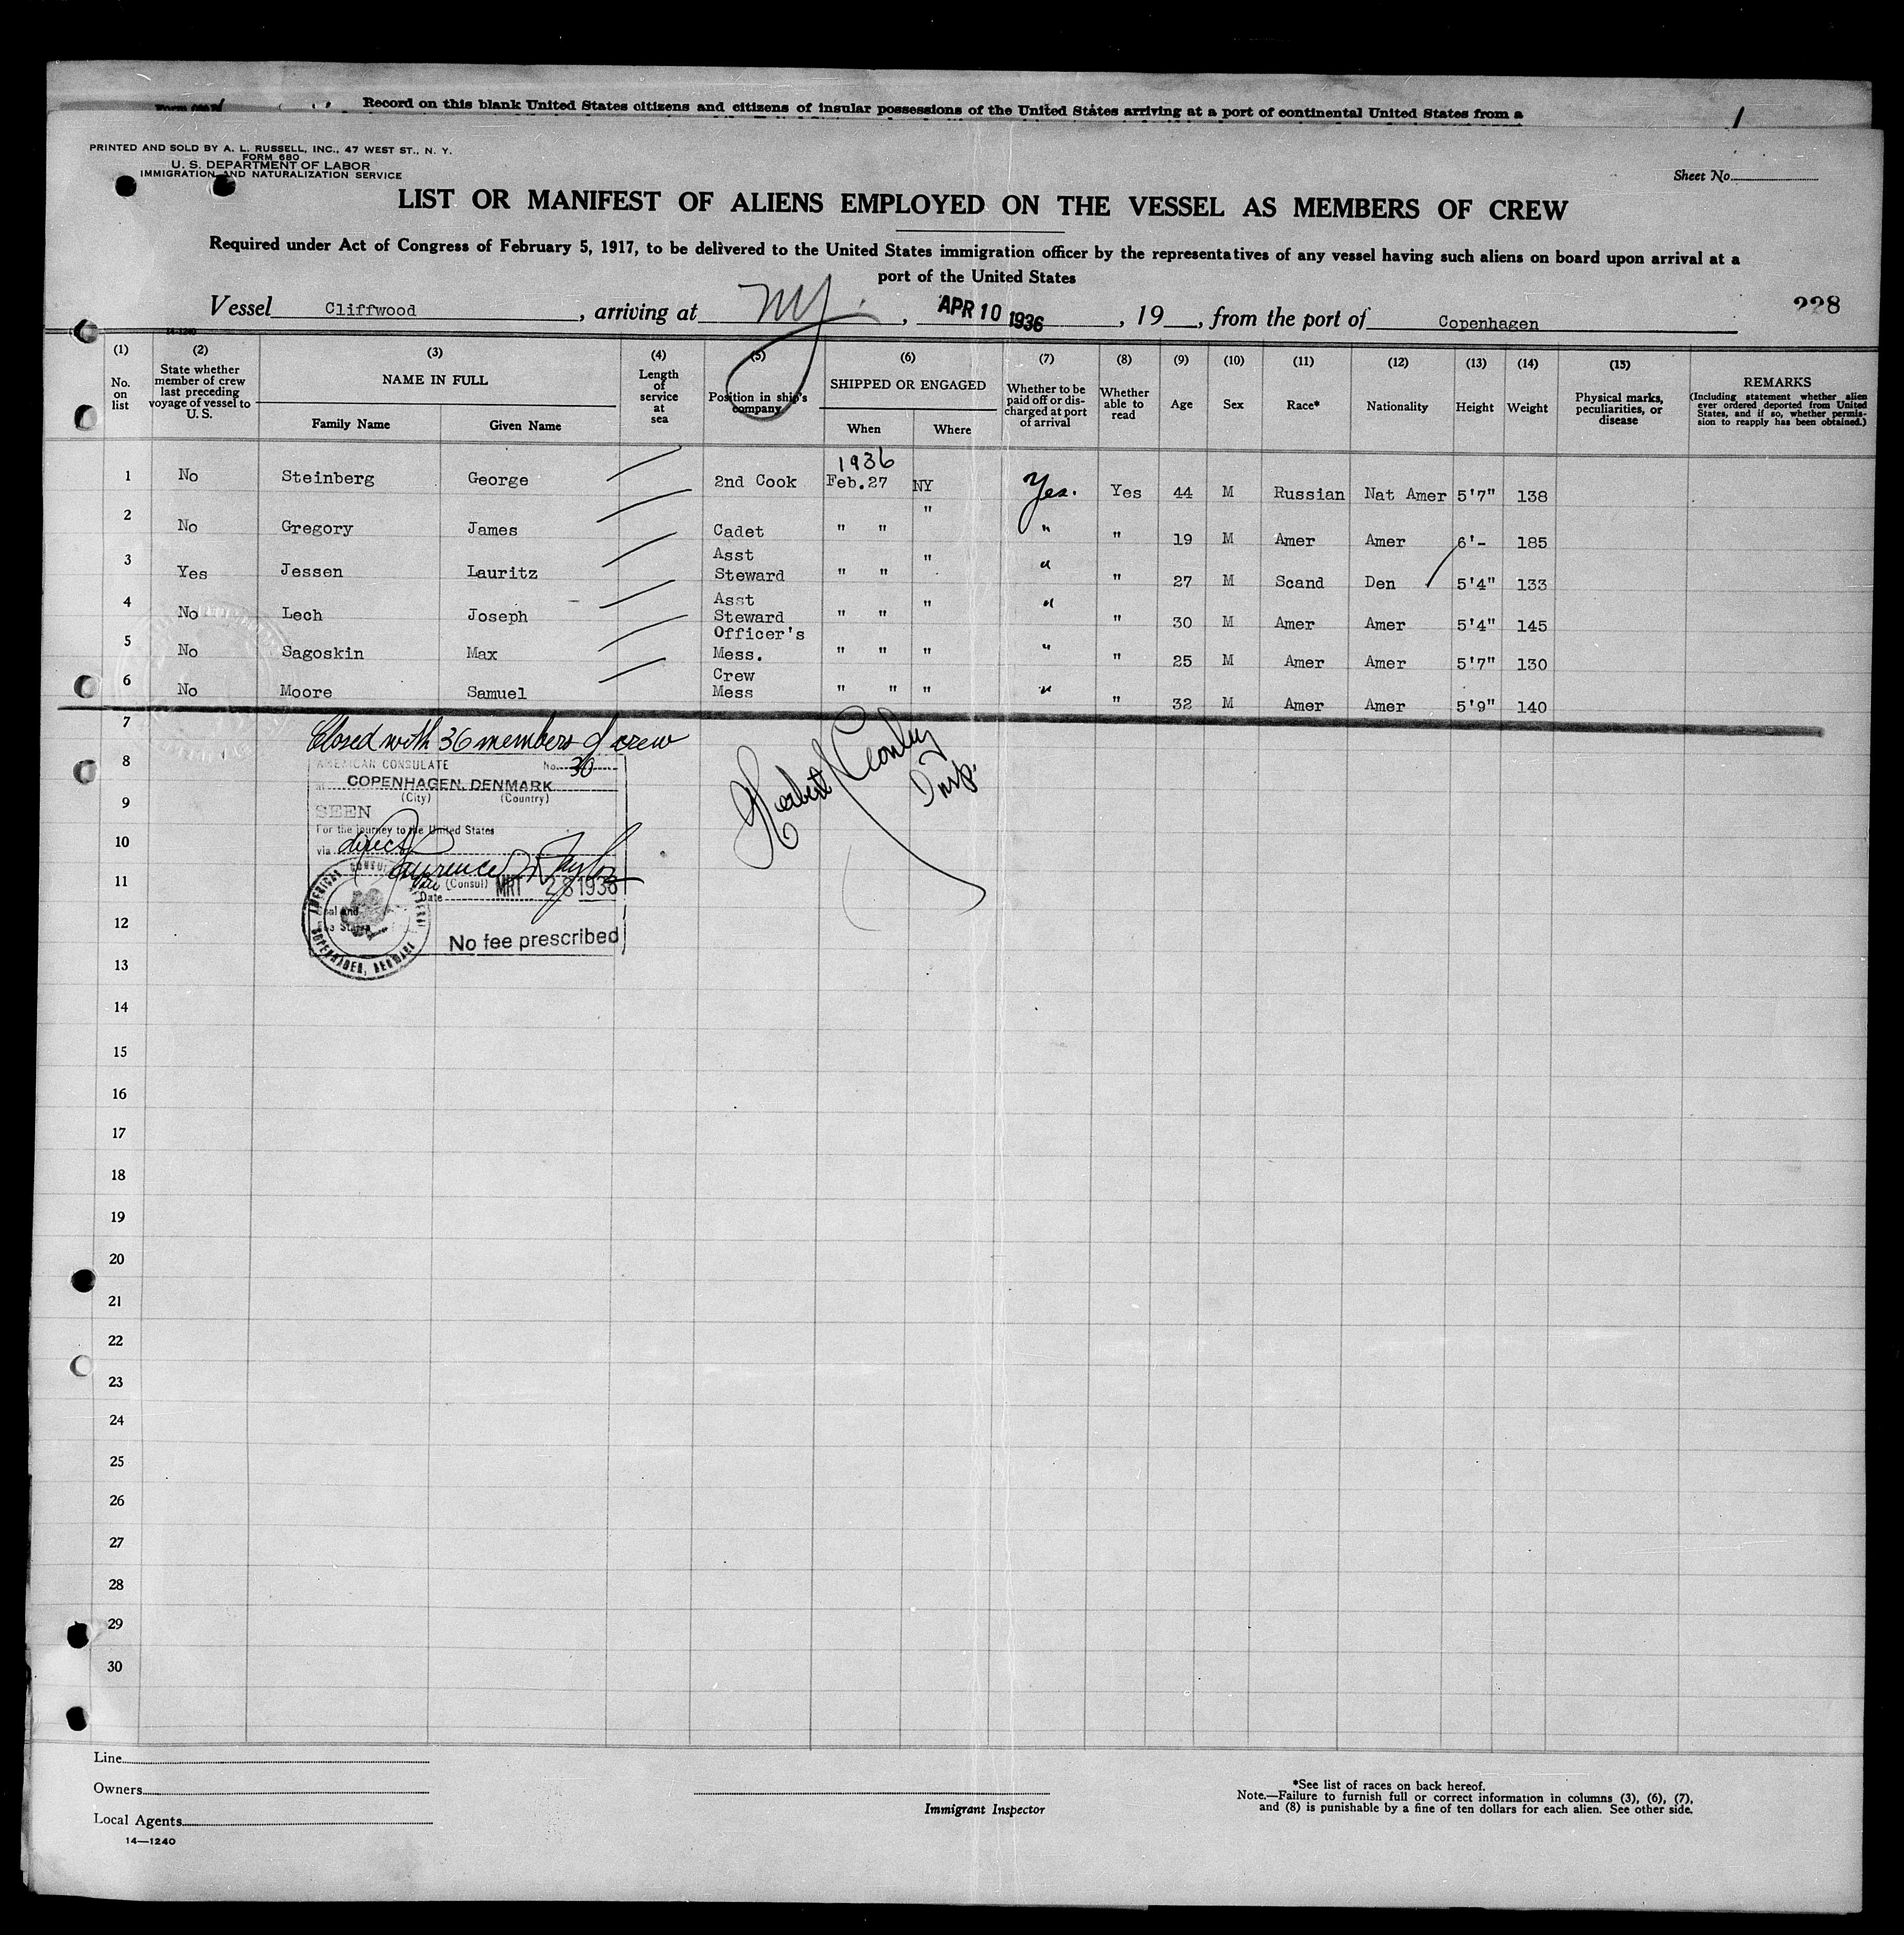 Record on this blank United States citizens and citizens of insular possessions of the United States arriving at a port of continental United States from a
PRINTED AND SOLD BY A. L. RUSSELL, INC., 47 WEST ST., N. Y.
FORM 680
U. S. DEPARTMENT OF LABOR
IMMIGRATION AND NATURALIZATION SERVICE
Sheet No.
LIST OR MANIFEST OF ALIENS EMPLOYED ON THE VESSEL AS MEMBERS OF CREW
Required under Act of Congress of February 5, 1917, to be delivered to the United States immigration officer by the representatives of any vessel having such aliens on board upon arrival at a
port of the United States
228
Vessel Cliffwood, arriving at NY, APR 10 1936, 19, from the port of Copenhagen
14-1240
(1) No. on list
(2) State whether member of crew last preceding voyage of vessel to U. S.
(3) NAME IN FULL
Family Name Given Name
(4) Length of service at sea
(5) Position in ship's company
(6) SHIPPED OR ENGAGED
When Where
(7) Whether to be paid off or discharged at port of arrival
(8) Whether able to read
(9) Age
(10) Sex
(11) Race*
(12) Nationality
(13) Height
(14) Weight
(15) Physical marks, peculiarities, or disease
REMARKS
(Including statement whether alien ever ordered deported from United States, and if so, whether permission to reapply has been obtained.)
1936
1 No Steinberg George 2nd Cook Feb.27 NY Yes. Yes 44 M Russian Nat Amer 5'7" 138
2 No Gregory James Cadet " " " " " 19 M Amer Amer 6'- 185
3 Yes Jessen Lauritz Asst Steward " " " " " 27 M Scand Den 5'4" 133
4 No Lech Joseph Asst Steward " " " " " 30 M Amer Amer 5'4" 145
5 No Sagoskin Max Officer's Mess. " " " " " 25 M Amer Amer 5'7" 130
6 No Moore Samuel Crew Mess " " " " " 32 M Amer Amer 5'9" 140
7
Closed with 36 members of crew
8
AMERICAN CONSULATE No. 30
at COPENHAGEN, DENMARK
(City) (Country)
9
SEEN
For the journey to the United States
10
via direct
Laurence W Taylor
Vice (Consul)
11
Date MRT 28 1936
12
No fee prescribed
COPENHAGEN, DENMARK
Herbert
Insp.
13
14
15
16
17
18
19
20
21
22
23
24
25
26
27
28
29
30
Line
Owners
Local Agents
14—1240
Immigrant Inspector
*See list of races on back hereof.
Note.—Failure to furnish full or correct information in columns (3), (6), (7),
and (8) is punishable by a fine of ten dollars for each alien. See other side.